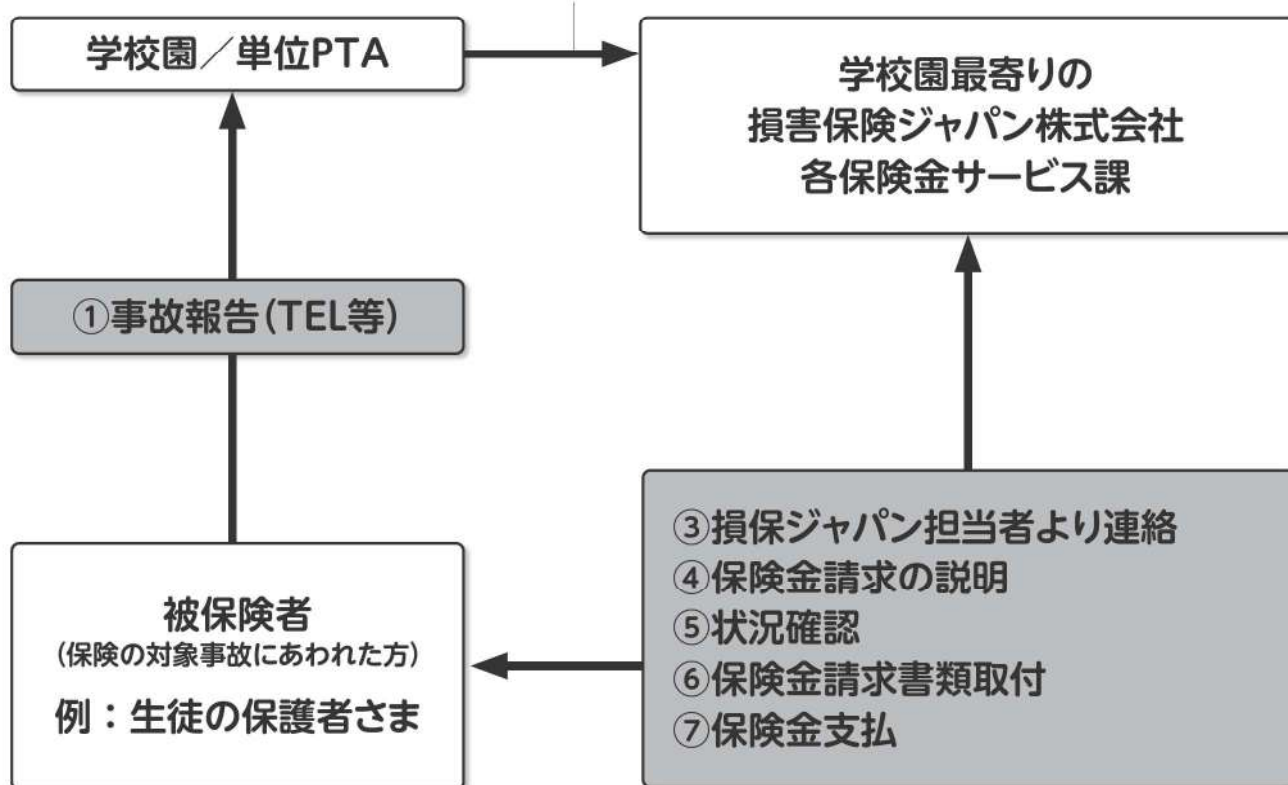 学校園／単位PTA
学校園最寄りの
損害保険ジャパン株式会社
各保険金サービス課
①事故報告(TEL等)
被保険者
(保険の対象事故にあわれた方)
例：生徒の保護者さま
③損保ジャパン担当者より連絡
④保険金請求の説明
⑤状況確認
⑥保険金請求書類取付
⑦保険金支払